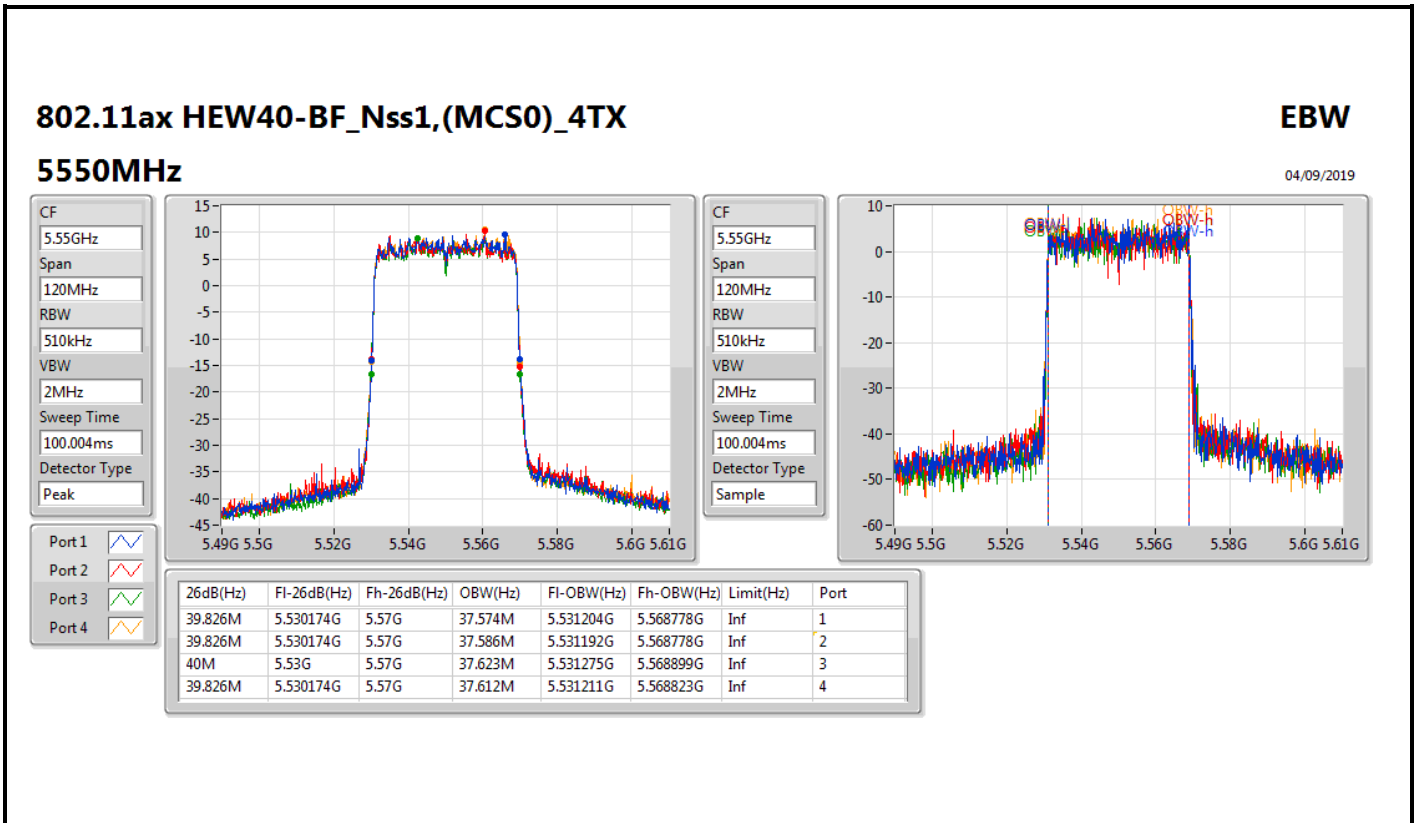 802.11ax HEW40-BF_Nss1,(MCS0)_4TX
EBW
5550MHz
04/09/2019
CF
5.55GHz
Span
120MHz
RBW
510kHz
VBW
2MHz
Sweep Time
100.004ms
Detector Type
Peak
15
10
5
0
-5
-10
-15
-20
-25
-30
-35
-40
-45
5.49G 5.5G 5.52G 5.54G 5.56G 5.58G 5.6G 5.61G
CF
5.55GHz
Span
120MHz
RBW
510kHz
VBW
2MHz
Sweep Time
100.004ms
Detector Type
Sample
10
0
-10
-20
-30
-40
-50
-60
OBW-h
OBW-h
5.49G 5.5G 5.52G 5.54G 5.56G 5.58G 5.6G 5.61G
Port 1
Port 2
Port 3
Port 4
26dB(Hz) Fl-26dB(Hz) Fh-26dB(Hz) OBW(Hz) Fl-OBW(Hz) Fh-OBW(Hz) Limit(Hz) Port
39.826M 5.530174G 5.57G 37.574M 5.531204G 5.568778G Inf 1
39.826M 5.530174G 5.57G 37.586M 5.531192G 5.568778G Inf 2
40M 5.53G 5.57G 37.623M 5.531275G 5.568899G Inf 3
39.826M 5.530174G 5.57G 37.612M 5.531211G 5.568823G Inf 4